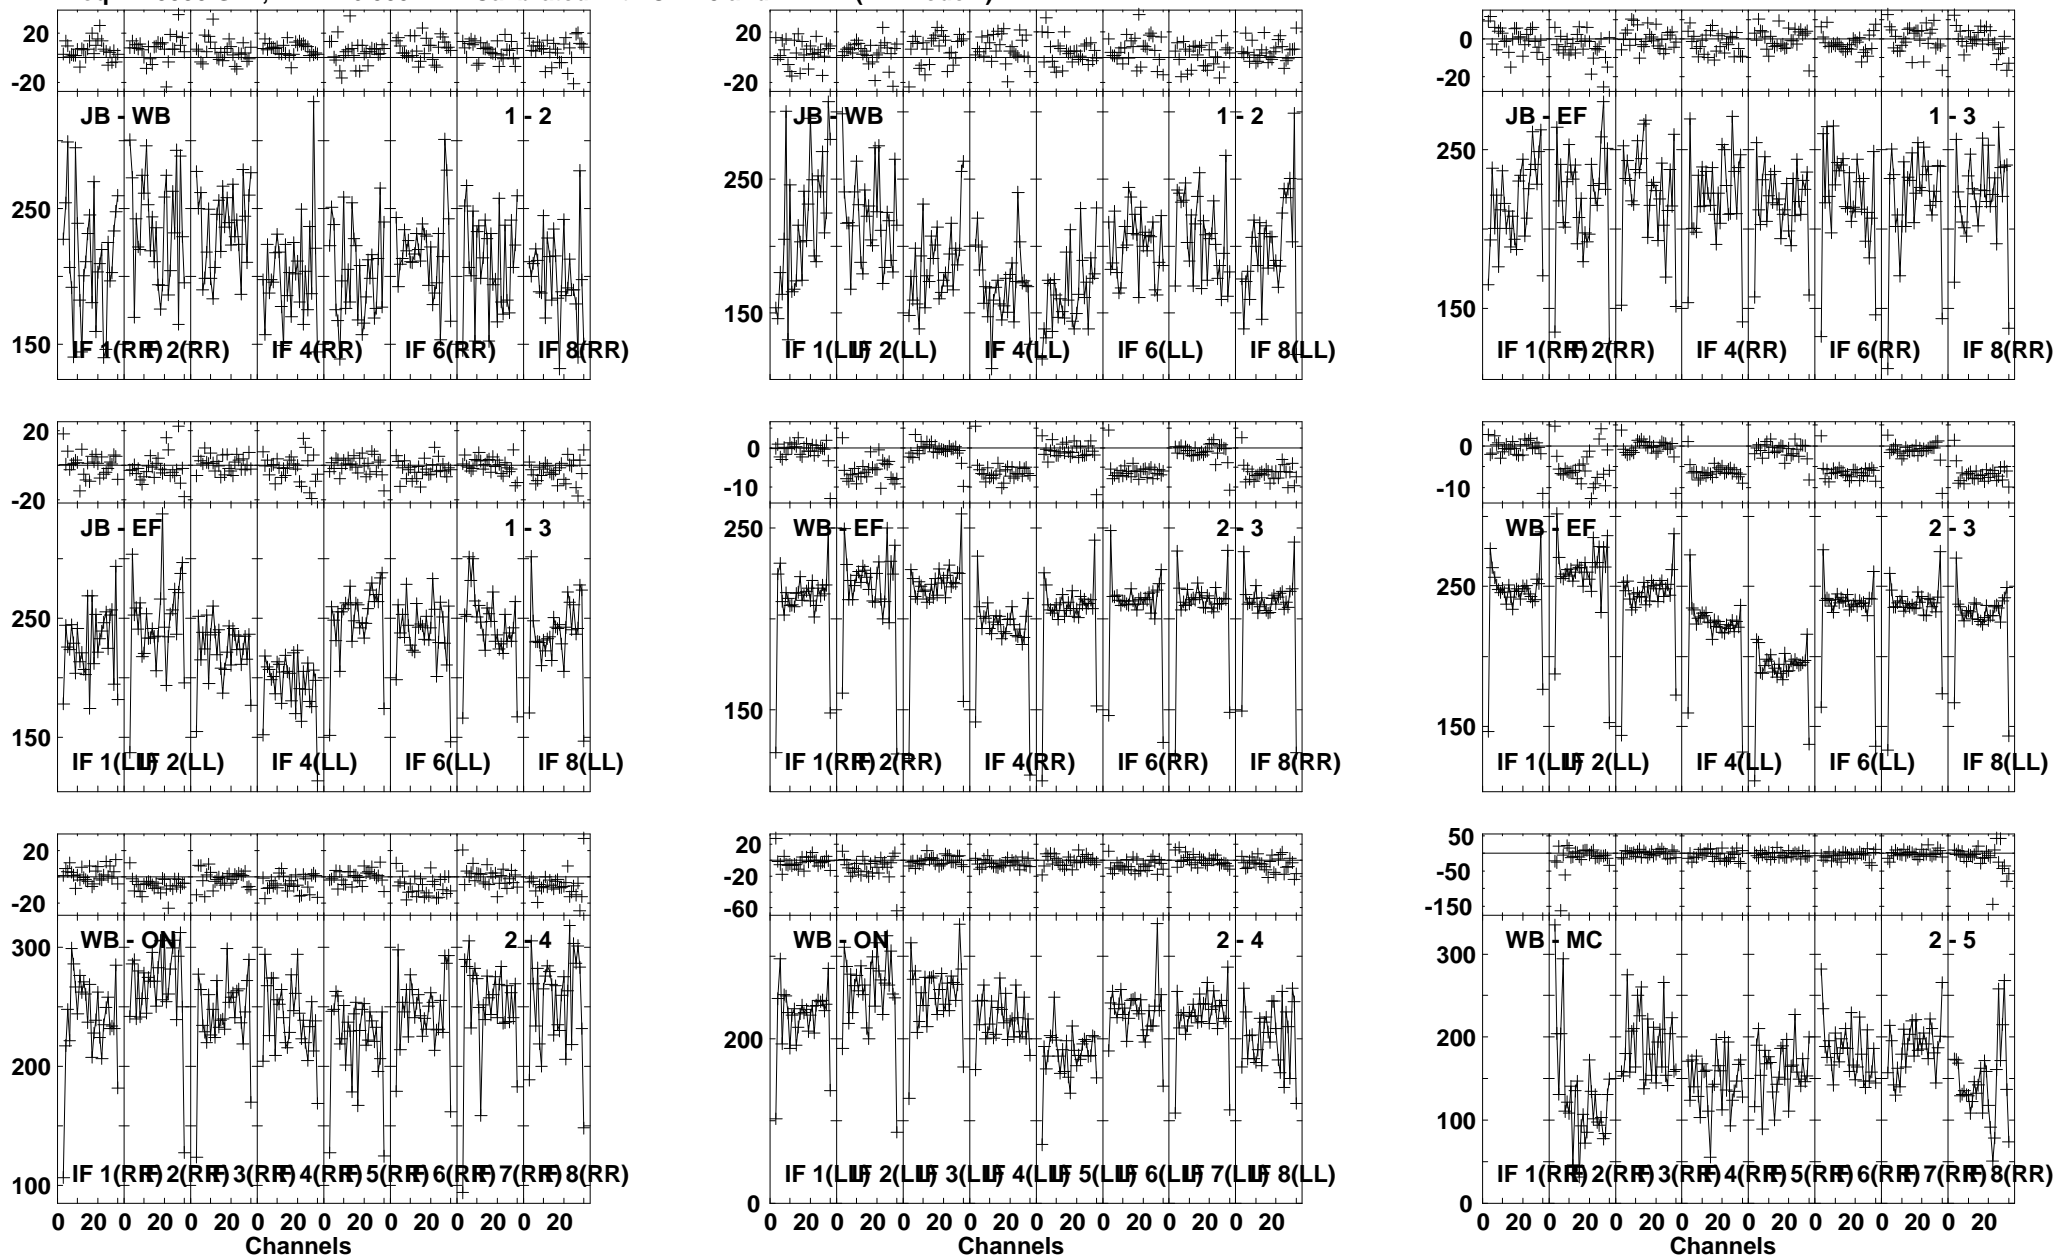 20
0
-20
JB - WB 1 - 2
250
150
IF 1(RR) IF 2(RR) IF 4(RR) IF 6(RR) IF 8(RR)
20
0
-20
JB - WB 1 - 2
250
150
IF 1(LL) IF 2(LL) IF 4(LL) IF 6(LL) IF 8(LL)
0
-20
JB - EF 1 - 3
250
150
IF 1(RR) IF 2(RR) IF 4(RR) IF 6(RR) IF 8(RR)
20
0
-20
JB - EF 1 - 3
250
150
IF 1(LL) IF 2(LL) IF 4(LL) IF 6(LL) IF 8(LL)
0
-10
WB - EF 2 - 3
250
150
IF 1(RR) IF 2(RR) IF 4(RR) IF 6(RR) IF 8(RR)
0
-10
WB - EF 2 - 3
250
150
IF 1(LL) IF 2(LL) IF 4(LL) IF 6(LL) IF 8(LL)
20
-20
WB - ON 2 - 4
300
200
100
IF 1(RR) IF 2(RR) IF 3(RR) IF 4(RR) IF 5(RR) IF 6(RR) IF 7(RR) IF 8(RR)
0 20 0 20 0 20 0 20 0 20 0 20 0 20 0 20
Channels
20
-20
-60
WB - ON 2 - 4
200
0
IF 1(LL) IF 2(LL) IF 3(LL) IF 4(LL) IF 5(LL) IF 6(LL) IF 7(LL) IF 8(LL)
0 20 0 20 0 20 0 20 0 20 0 20 0 20 0 20
Channels
50
-50
-150
WB - MC 2 - 5
300
200
100
0
IF 1(RR) IF 2(RR) IF 3(RR) IF 4(RR) IF 5(RR) IF 6(RR) IF 7(RR) IF 8(RR)
0 20 0 20 0 20 0 20 0 20 0 20 0 20 0 20
Channels